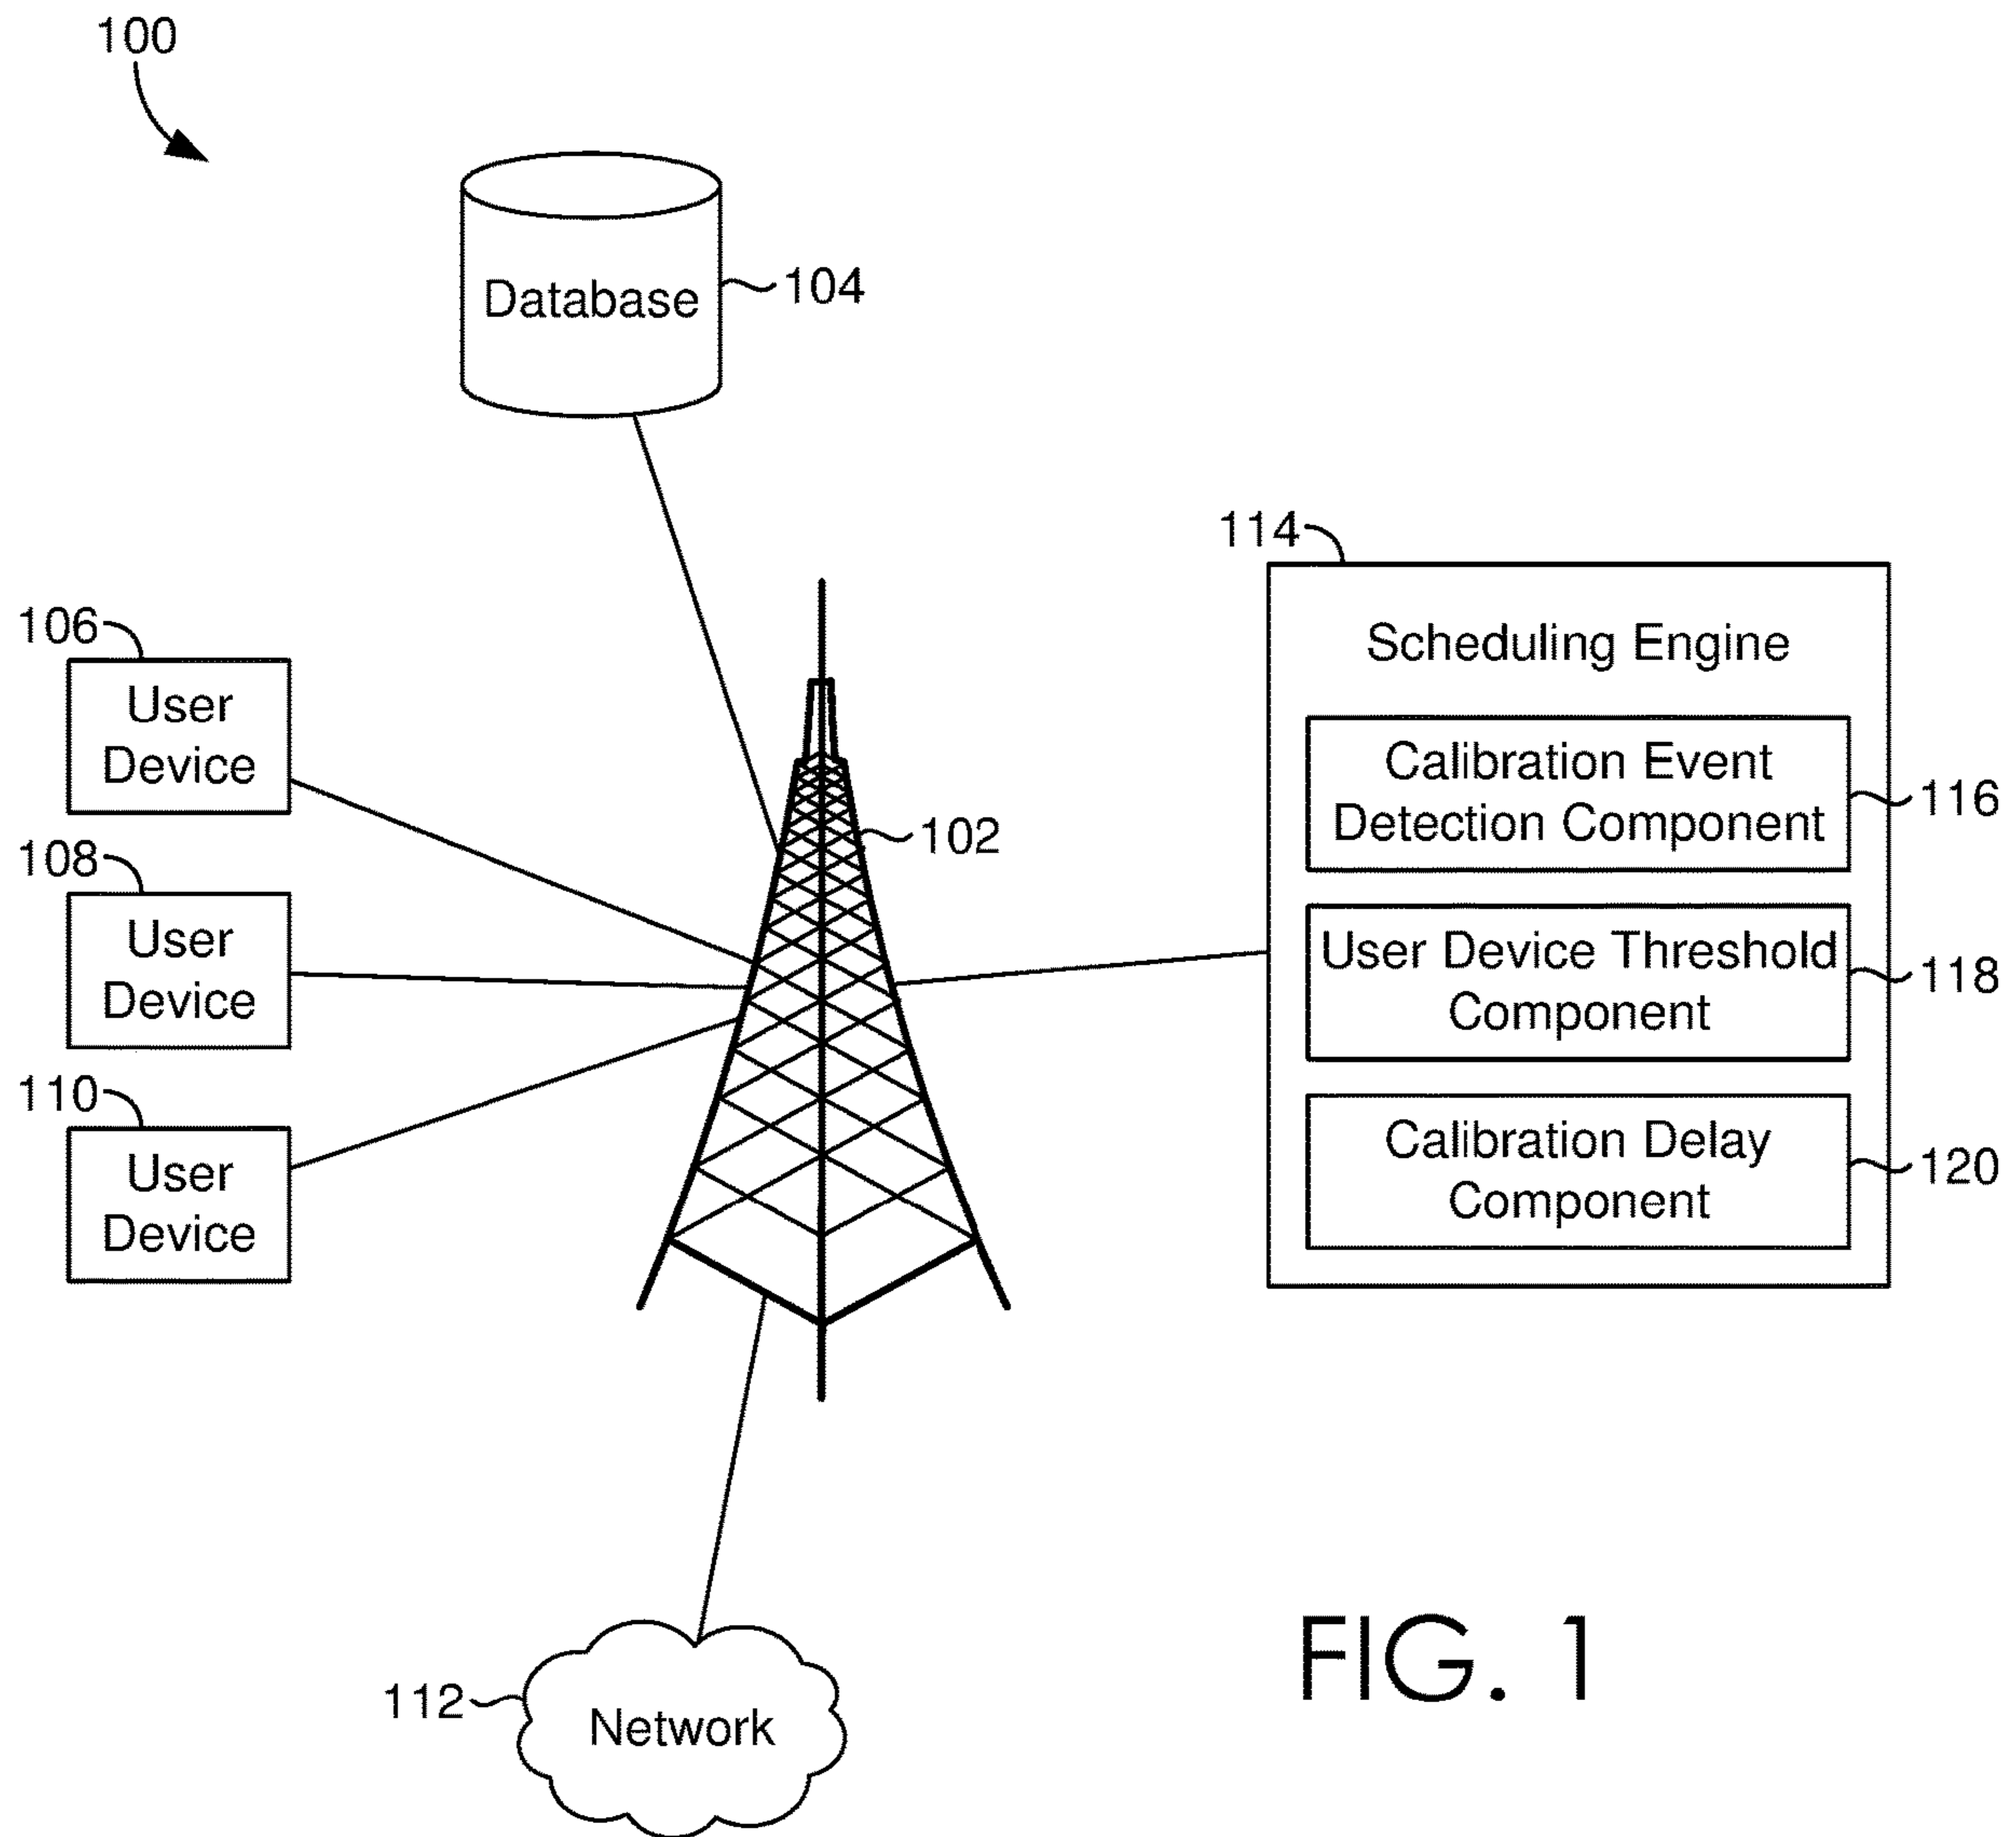 100
Database
104
114
Scheduling Engine
106
User
Device
Calibration Event
Detection Component
116
102
108
User
Device
User Device Threshold
Component
118
110
User
Device
Calibration Delay
Component
120
112
Network
FIG. 1